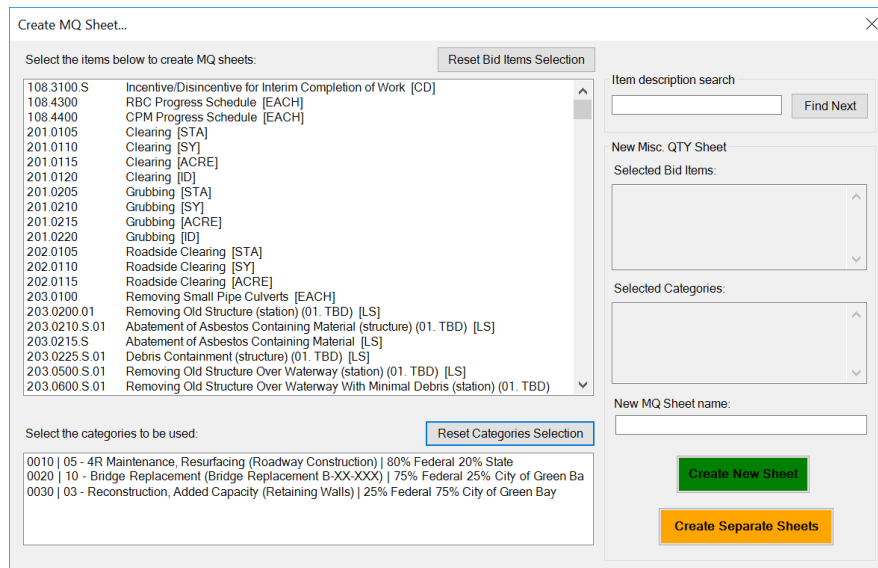 Create MQ Sheet...
Select the items below to create MQ sheets:
Reset Bid Items Selection
108.3100.S Incentive/Disincentive for Interim Completion of Work [CD]
108.4300 RBC Progress Schedule [EACH]
108.4400 CPM Progress Schedule [EACH]
201.0105 Clearing [STA]
201.0110 Clearing [SY]
201.0115 Clearing [ACRE]
201.0120 Clearing [ID]
201.0205 Grubbing [STA]
201.0210 Grubbing [SY]
201.0215 Grubbing [ACRE]
201.0220 Grubbing [ID]
202.0105 Roadside Clearing [STA]
202.0110 Roadside Clearing [SY]
202.0115 Roadside Clearing [ACRE]
203.0100 Removing Small Pipe Culverts [EACH]
203.0200.01 Removing Old Structure (station) (01. TBD) [LS]
203.0210.S.01 Abatement of Asbestos Containing Material (structure) (01. TBD) [LS]
203.0215.S Abatement of Asbestos Containing Material [LS]
203.0225.S.01 Debris Containment (structure) (01. TBD) [LS]
203.0500.S.01 Removing Old Structure Over Waterway (station) (01. TBD) [LS]
203.0600.S.01 Removing Old Structure Over Waterway With Minimal Debris (station) (01. TBD)
Select the categories to be used:
Reset Categories Selection
0010 | 05 - 4R Maintenance, Resurfacing (Roadway Construction) | 80% Federal 20% State
0020 | 10 - Bridge Replacement (Bridge Replacement B-XX-XXX) | 75% Federal 25% City of Green Ba
0030 | 03 - Reconstruction, Added Capacity (Retaining Walls) | 25% Federal 75% City of Green Bay
Item description search
Find Next
New Misc. QTY Sheet
Selected Bid Items:
Selected Categories:
New MQ Sheet name:
Create New Sheet
Create Separate Sheets